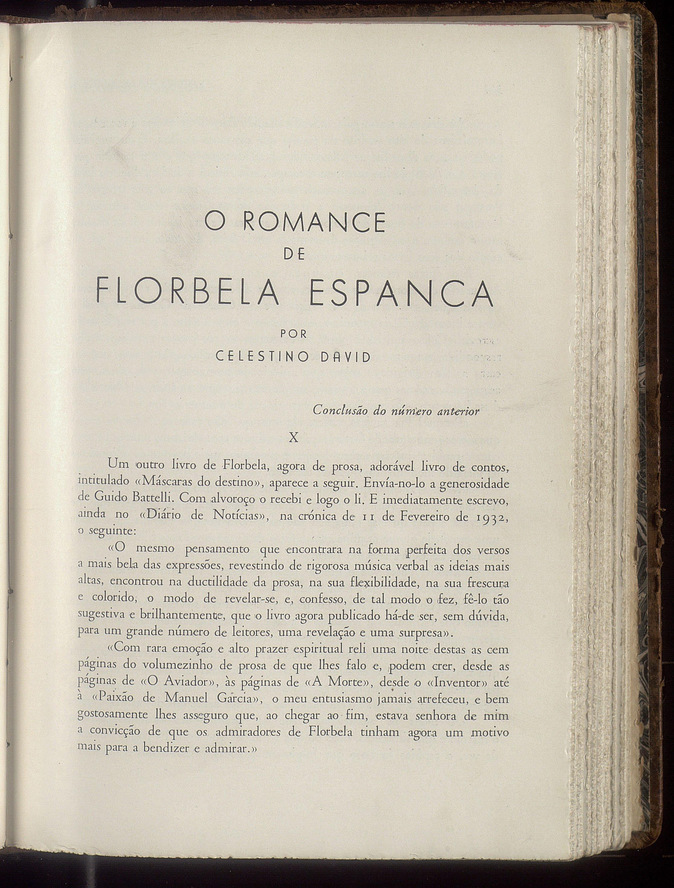 O ROMANCE
DE
FLORBELA ESPANCA
POR
CELESTINO DAVID
Conclusão do número anterior
X
Um outro livro de Florbela, agora de prosa, adorável livro de contos,
intitulado «Máscaras do destino», aparece a seguir. Envía-no-lo a generosidade
de Guido Battelli. Com alvoroço o recebi e logo o li. E imediatamente escrevo,
ainda no «Diário de Notícias», na crónica de 11 de Fevereiro de 1932,
o seguinte:
«O mesmo pensamento que encontrara na forma perfeita dos versos
a mais bela das expressões, revestindo de rigorosa música verbal as ideias mais
altas, encontrou na ductilidade da prosa, na sua flexibilidade, na sua frescura
e colorido, o modo de revelar-se, e, confesso, de tal modo o fez, fê-lo tão
sugestiva e brilhantemente, que o livro agora publicado há-de ser, sem dúvida,
para um grande número de leitores, uma revelação e uma surpresa».
«Com rara emoção e alto prazer espiritual reli uma noite destas as cem
páginas do volumezinho de prosa de que lhes falo e, podem crer, desde as
páginas de «O Aviador», às páginas de «A Morte», desde o «Inventor» até
à «Paixão de Manuel Garcia», o meu entusiasmo jamais arrefeceu, e bem
gostosamente lhes asseguro que, ao chegar ao fim, estava senhora de mim
a convicção de que os admiradores de Florbela tinham agora um motivo
mais para a bendizer e admirar.»